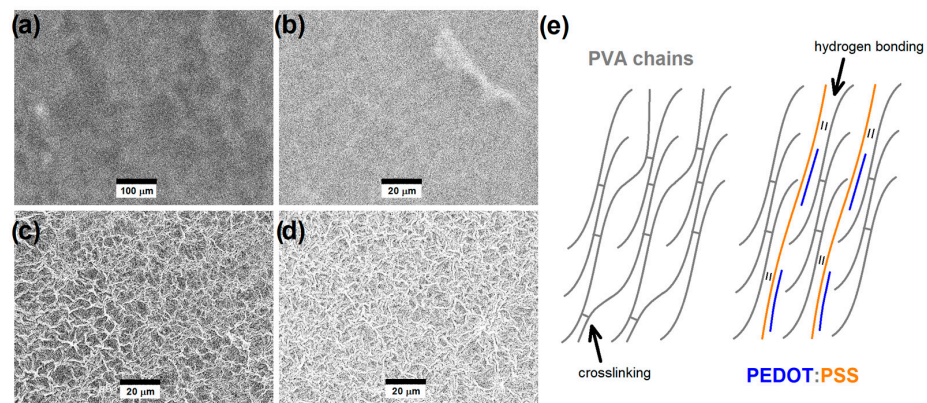 (a)
100 μm
(b)
20 μm
(c)
20 μm
(d)
20 μm
(e)
PVA chains
hydrogen bonding
crosslinking
PEDOT:PSS